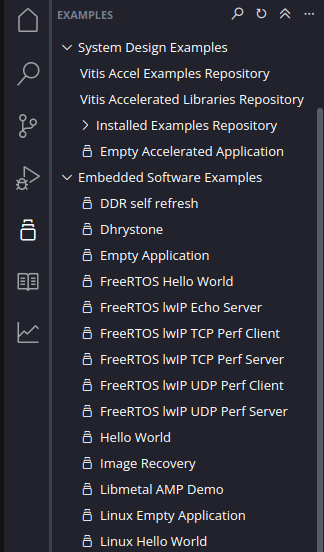 EXAMPLES
System Design Examples
Vitis Accel Examples Repository
Vitis Accelerated Libraries Repository
Installed Examples Repository
Empty Accelerated Application
Embedded Software Examples
DDR self refresh
Dhrystone
Empty Application
FreeRTOS Hello World
FreeRTOS lwIP Echo Server
FreeRTOS lwIP TCP Perf Client
FreeRTOS lwIP TCP Perf Server
FreeRTOS lwIP UDP Perf Client
FreeRTOS lwIP UDP Perf Server
Hello World
Image Recovery
Libmetal AMP Demo
Linux Empty Application
Linux Hello World